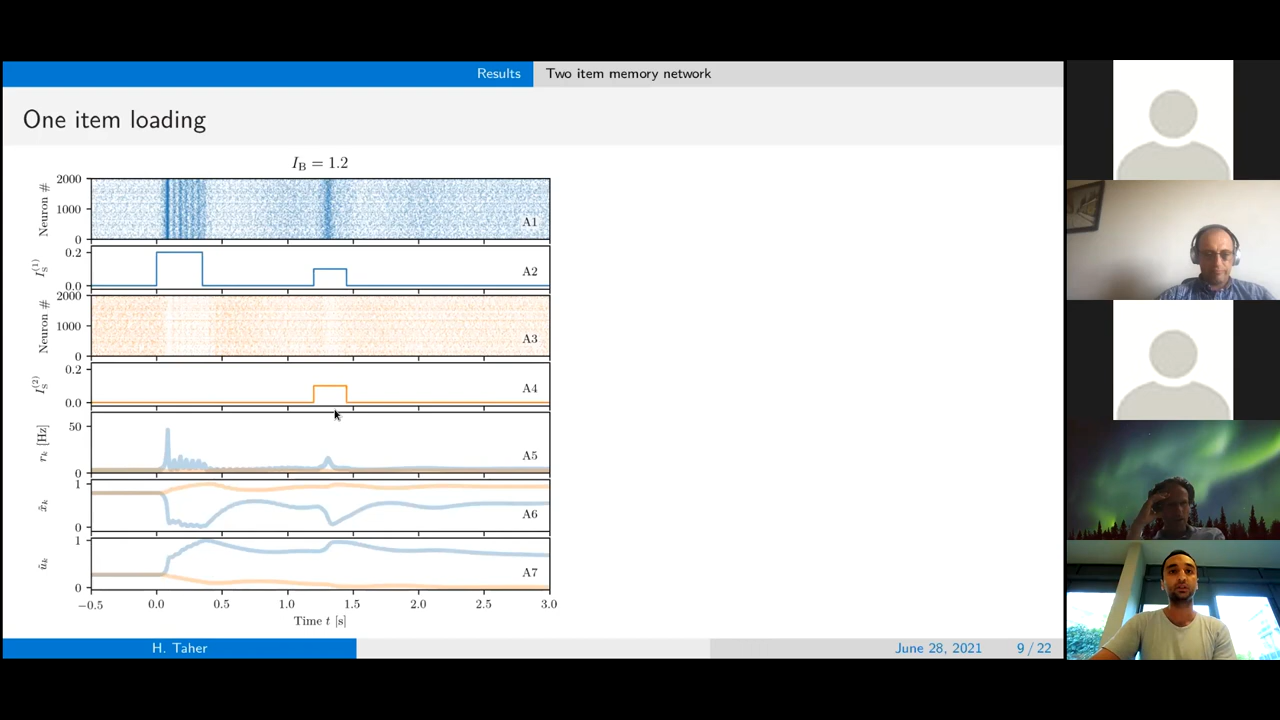 Results
Two item memory network
One item loading
I_B = 1.2
2000
1000
0
Neuron #
A1
0.2
0.0
I_S^(1)
A2
2000
1000
0
Neuron #
A3
0.2
0.0
I_S^(2)
A4
50
0
r_k [Hz]
A5
1
0
x̃_k
A6
1
0
ũ_k
A7
−0.5 0.0 0.5 1.0 1.5 2.0 2.5 3.0
Time t [s]
H. Taher
June 28, 2021
9 / 22